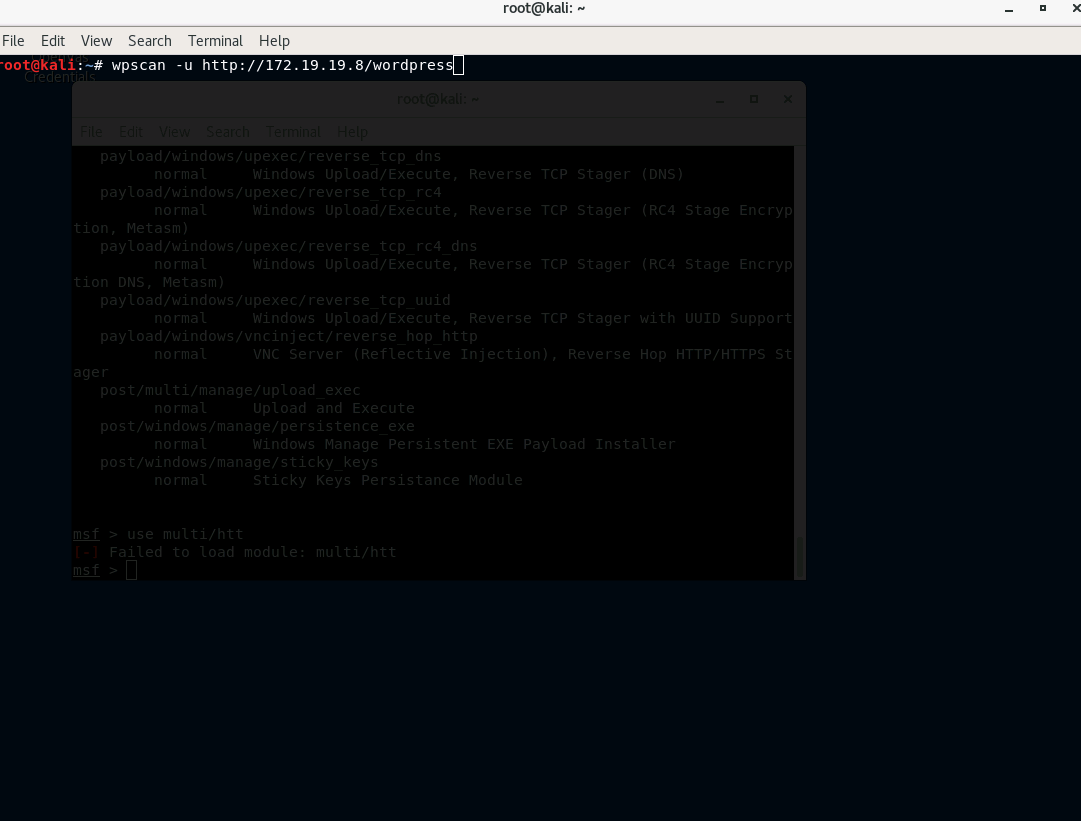 root@kali: ~
File Edit View Search Terminal Help
root@kali:~# wpscan -u http://172.19.19.8/wordpress
Credentials
root@kali: ~
File Edit View Search Terminal Help
payload/windows/upexec/reverse_tcp_dns
normal Windows Upload/Execute, Reverse TCP Stager (DNS)
payload/windows/upexec/reverse_tcp_rc4
normal Windows Upload/Execute, Reverse TCP Stager (RC4 Stage Encryp
tion, Metasm)
payload/windows/upexec/reverse_tcp_rc4_dns
normal Windows Upload/Execute, Reverse TCP Stager (RC4 Stage Encryp
tion DNS, Metasm)
payload/windows/upexec/reverse_tcp_uuid
normal Windows Upload/Execute, Reverse TCP Stager with UUID Support
payload/windows/vncinject/reverse_hop_http
normal VNC Server (Reflective Injection), Reverse Hop HTTP/HTTPS St
ager
post/multi/manage/upload_exec
normal Upload and Execute
post/windows/manage/persistence_exe
normal Windows Manage Persistent EXE Payload Installer
post/windows/manage/sticky_keys
normal Sticky Keys Persistance Module
msf > use multi/htt
[-] Failed to load module: multi/htt
msf >